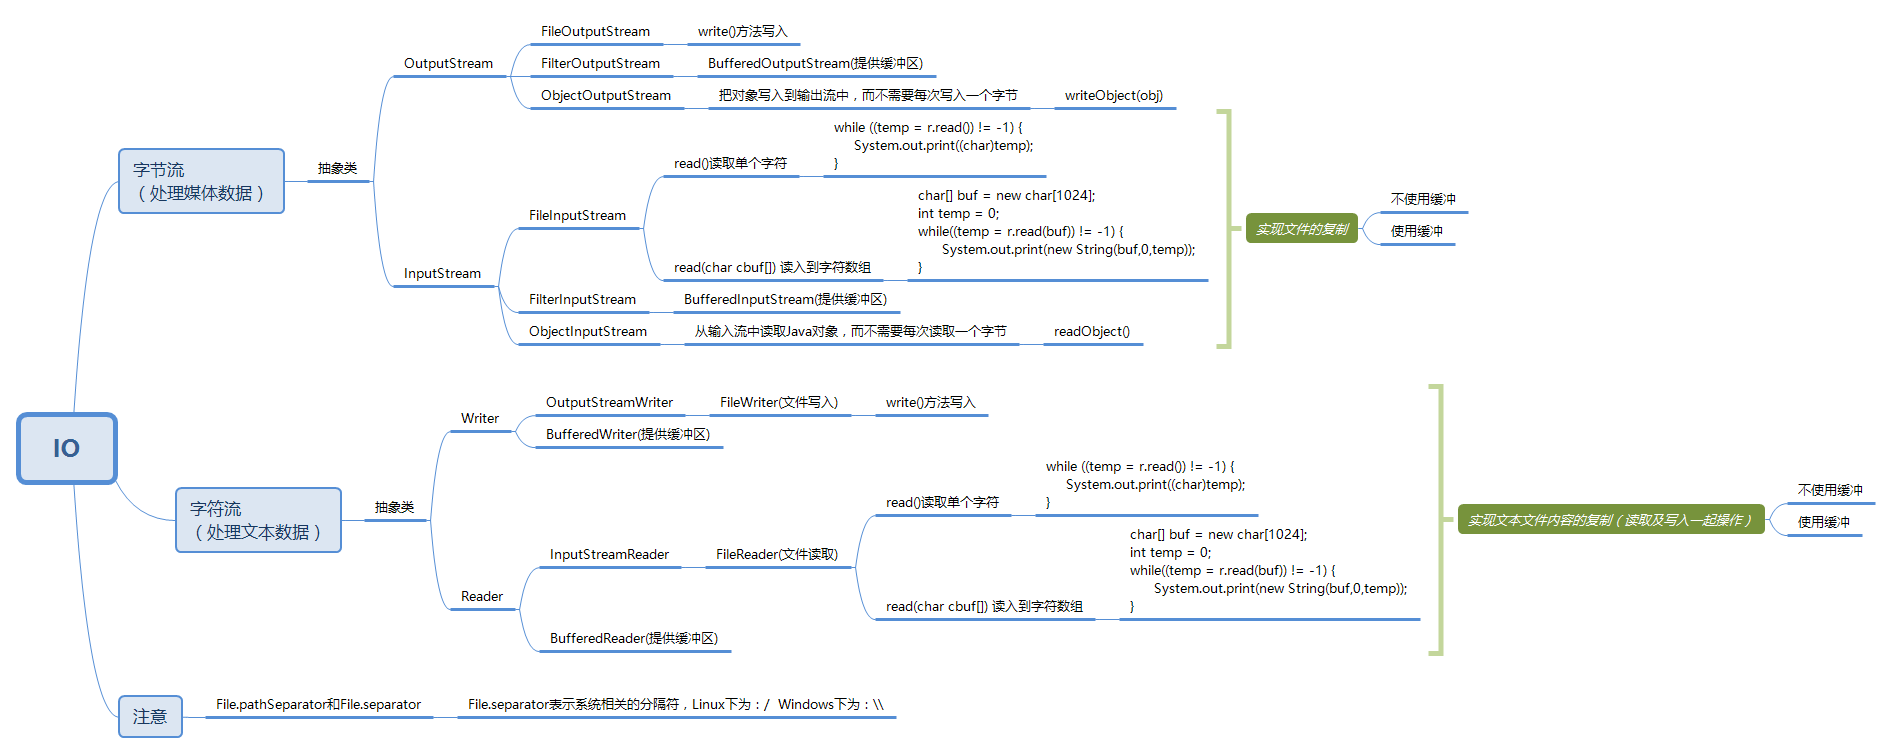 IO
字节流
（处理媒体数据）
抽象类
OutputStream
FileOutputStream
write()方法写入
FilterOutputStream
BufferedOutputStream(提供缓冲区)
ObjectOutputStream
把对象写入到输出流中，而不需要每次写入一个字节
writeObject(obj)
InputStream
FileInputStream
read()读取单个字符
while ((temp = r.read()) != -1) {
System.out.print((char)temp);
}
read(char cbuf[]) 读入到字符数组
char[] buf = new char[1024];
int temp = 0;
while((temp = r.read(buf)) != -1) {
System.out.print(new String(buf,0,temp));
}
FilterInputStream
BufferedInputStream(提供缓冲区)
ObjectInputStream
从输入流中读取Java对象，而不需要每次读取一个字节
readObject()
实现文件的复制
不使用缓冲
使用缓冲
字符流
（处理文本数据）
抽象类
Writer
OutputStreamWriter
FileWriter(文件写入)
write()方法写入
BufferedWriter(提供缓冲区)
Reader
InputStreamReader
FileReader(文件读取)
read()读取单个字符
while ((temp = r.read()) != -1) {
System.out.print((char)temp);
}
read(char cbuf[]) 读入到字符数组
char[] buf = new char[1024];
int temp = 0;
while((temp = r.read(buf)) != -1) {
System.out.print(new String(buf,0,temp));
}
BufferedReader(提供缓冲区)
实现文本文件内容的复制（读取及写入一起操作）
不使用缓冲
使用缓冲
注意
File.pathSeparator和File.separator
File.separator表示系统相关的分隔符，Linux下为：/  Windows下为：\\